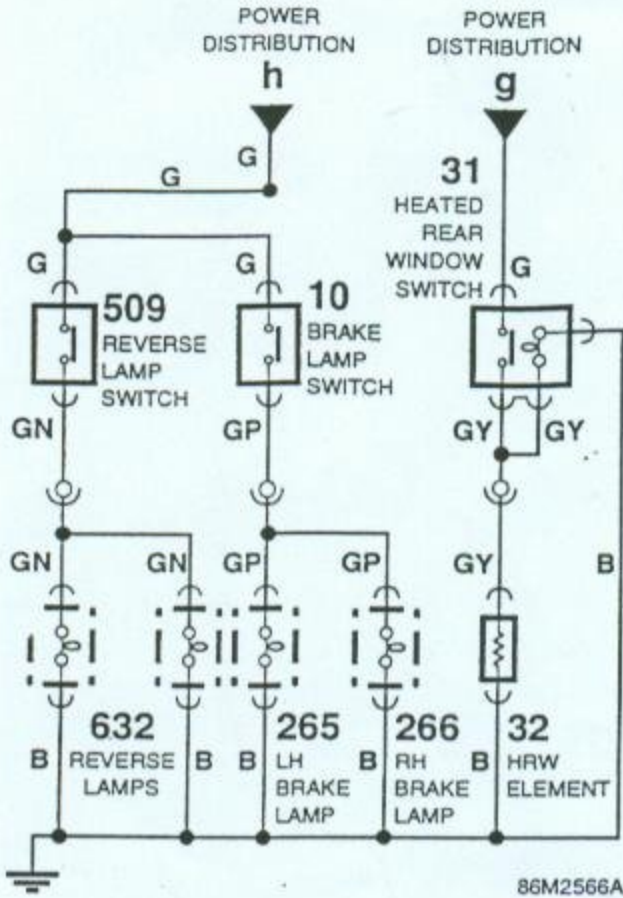 POWER
DISTRIBUTION
h
POWER
DISTRIBUTION
g
G
G
31
HEATED
REAR
WINDOW
SWITCH
G
G
G
509
REVERSE
LAMP
SWITCH
10
BRAKE
LAMP
SWITCH
GN
GP
GY
GY
GN
GN
GP
GP
GY
B
632
REVERSE
LAMPS
265
LH
BRAKE
LAMP
266
RH
BRAKE
LAMP
32
HRW
ELEMENT
B
B
B
B
B
86M2566A